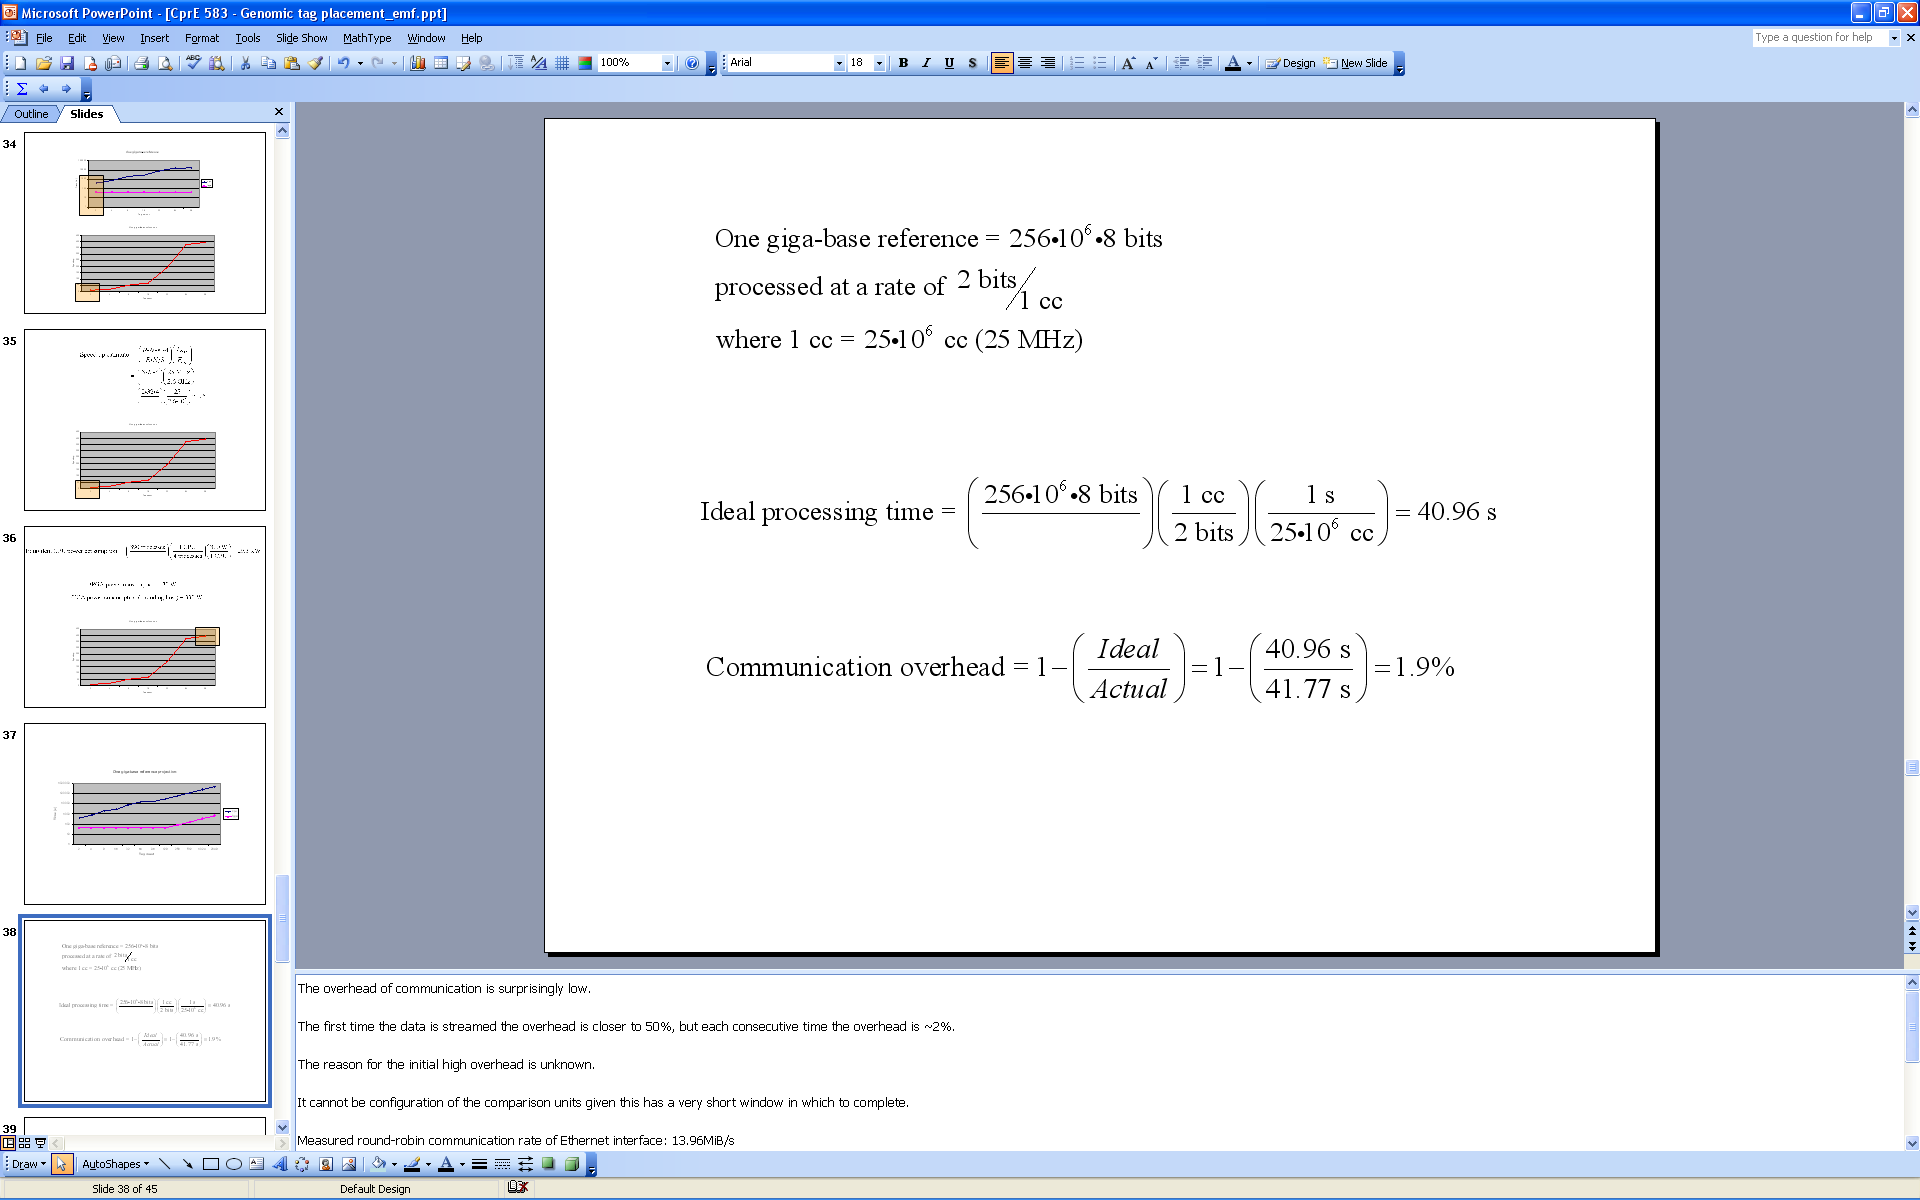 Microsoft PowerPoint - [CprE 583 - Genomic tag placement_emf.ppt]
File Edit View Insert Format Tools Slide Show MathType Window Help
Type a question for help
100%
Arial
18
B I U S
Design
New Slide
Outline
Slides
34
35
36
37
38
39
One giga-base reference = 256•10⁶•8 bits
processed at a rate of 2 bits/1 cc
where 1 cc = 25•10⁶ cc (25 MHz)
Ideal processing time = (256•10⁶•8 bits)(1 cc/2 bits)(1 s/25•10⁶ cc) = 40.96 s
Communication overhead = 1−(Ideal/Actual)=1−(40.96 s/41.77 s)=1.9%
The overhead of communication is surprisingly low.
The first time the data is streamed the overhead is closer to 50%, but each consecutive time the overhead is ~2%.
The reason for the initial high overhead is unknown.
It cannot be configuration of the comparison units given this has a very short window in which to complete.
Measured round-robin communication rate of Ethernet interface: 13.96MiB/s
Draw
AutoShapes
Slide 38 of 45
Default Design